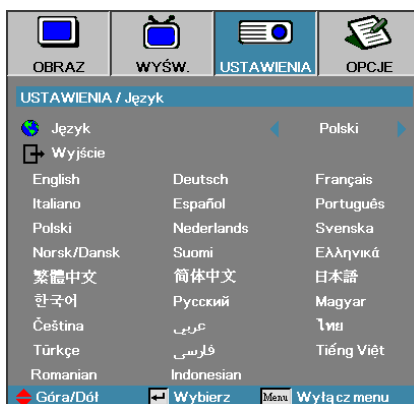 OBRAZ WYŚW. USTAWIENIA OPCJE
USTAWIENIA / Język
Język Polski
Wyjście
English Deutsch Français
Italiano Español Português
Polski Nederlands Svenska
Norsk/Dansk Suomi Ελληνικά
繁體中文 简体中文 日本語
한국어 Русский Magyar
Čeština عربي ไทย
Türkçe فارسی Tiếng Việt
Romanian Indonesian
Góra/Dół Wybierz Menu Wyłącz menu